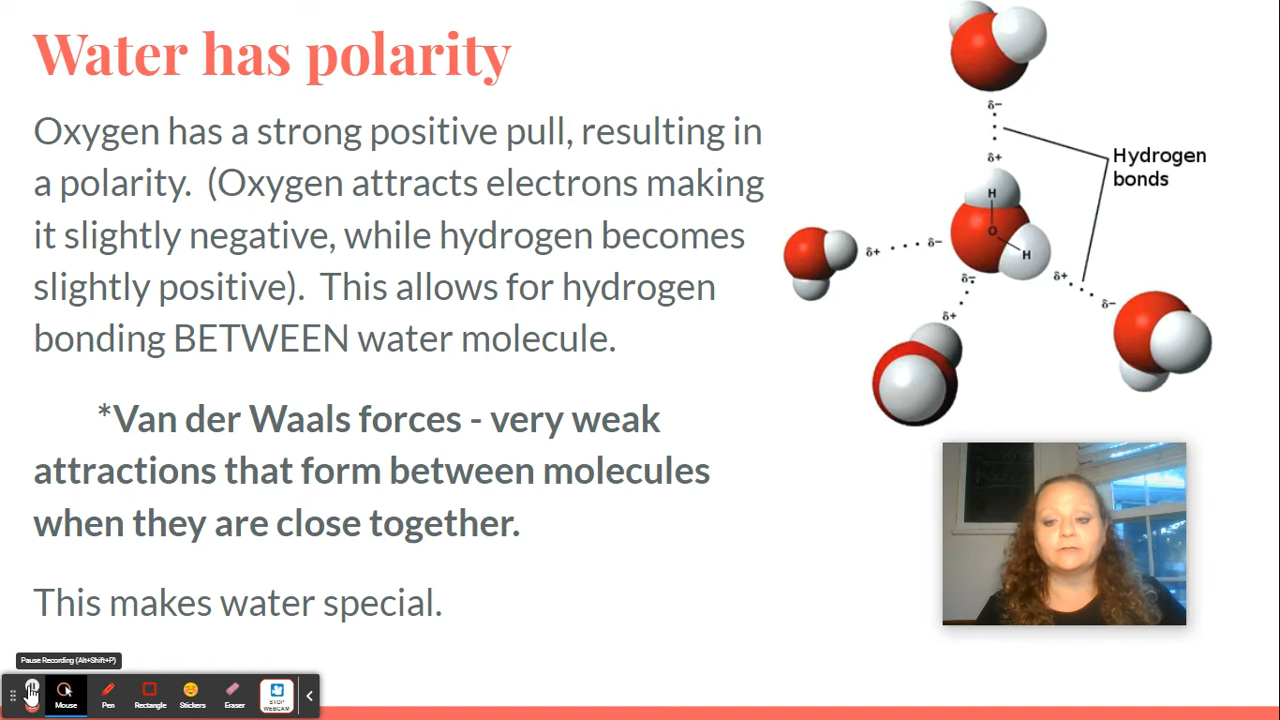 Water has polarity
Oxygen has a strong positive pull, resulting in
a polarity. (Oxygen attracts electrons making
it slightly negative, while hydrogen becomes
slightly positive). This allows for hydrogen
bonding BETWEEN water molecule.
*Van der Waals forces - very weak
attractions that form between molecules
when they are close together.
This makes water special.
δ−
δ+
Hydrogen
bonds
H
O
H
δ+
δ−
δ−
δ+
δ+
δ−
Pause Recording (Alt+Shift+P)
Mouse
Pen
Rectangle
Stickers
Eraser
STOP
WEBCAM